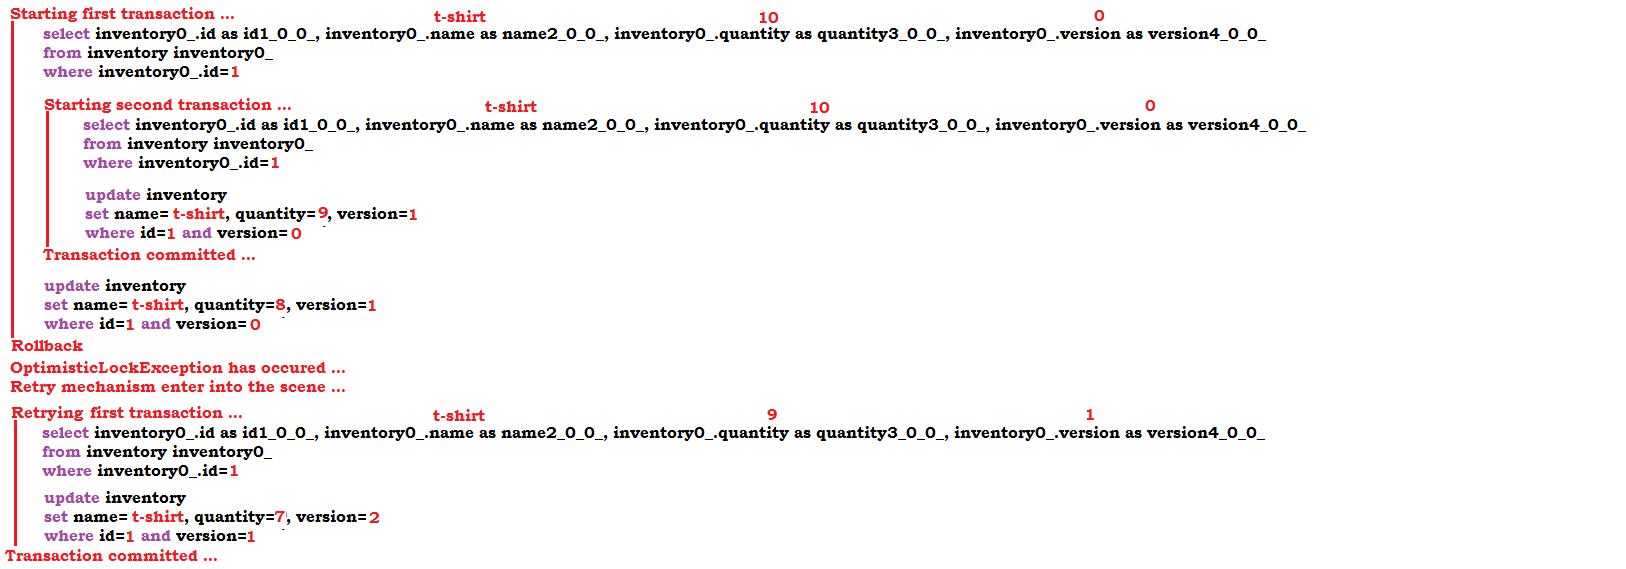 Starting first transaction ...
t-shirt 10 0
select inventory0_.id as id1_0_0_, inventory0_.name as name2_0_0_, inventory0_.quantity as quantity3_0_0_, inventory0_.version as version4_0_0_
from inventory inventory0_
where inventory0_.id=1
Starting second transaction ...
t-shirt 10 0
select inventory0_.id as id1_0_0_, inventory0_.name as name2_0_0_, inventory0_.quantity as quantity3_0_0_, inventory0_.version as version4_0_0_
from inventory inventory0_
where inventory0_.id=1
update inventory
set name= t-shirt, quantity=9, version=1
where id=1 and version= 0
Transaction committed ...
update inventory
set name= t-shirt, quantity=8, version=1
where id=1 and version= 0
Rollback
OptimisticLockException has occured ...
Retry mechanism enter into the scene ...
Retrying first transaction ...
t-shirt 9 1
select inventory0_.id as id1_0_0_, inventory0_.name as name2_0_0_, inventory0_.quantity as quantity3_0_0_, inventory0_.version as version4_0_0_
from inventory inventory0_
where inventory0_.id=1
update inventory
set name= t-shirt, quantity=7, version=2
where id=1 and version=1
Transaction committed ...